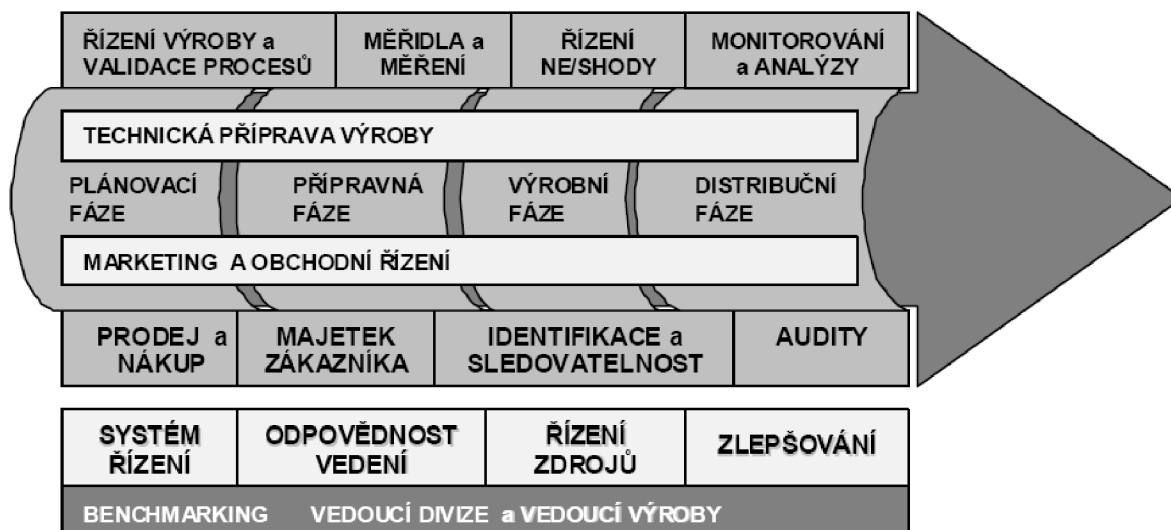 ŘÍZENÍ VÝROBY a
VALIDACE PROCESŮ
MĚŘIDLA a
MĚŘENÍ
ŘÍZENÍ
NE/SHODY
MONITOROVÁNÍ
a ANALÝZY
TECHNICKÁ PŘÍPRAVA VÝROBY
PLÁNOVACÍ
FÁZE
PŘÍPRAVNÁ
FÁZE
VÝROBNÍ
FÁZE
DISTRIBUČNÍ
FÁZE
MARKETING A OBCHODNÍ ŘÍZENÍ
PRODEJ a
NÁKUP
MAJETEK
ZÁKAZNÍKA
IDENTIFIKACE a
SLEDOVATELNOST
AUDITY
SYSTÉM
ŘÍZENÍ
ODPOVĚDNOST
VEDENÍ
ŘÍZENÍ
ZDROJŮ
ZLEPŠOVÁNÍ
BENCHMARKING VEDOUCÍ DIVIZE a VEDOUCÍ VÝROBY